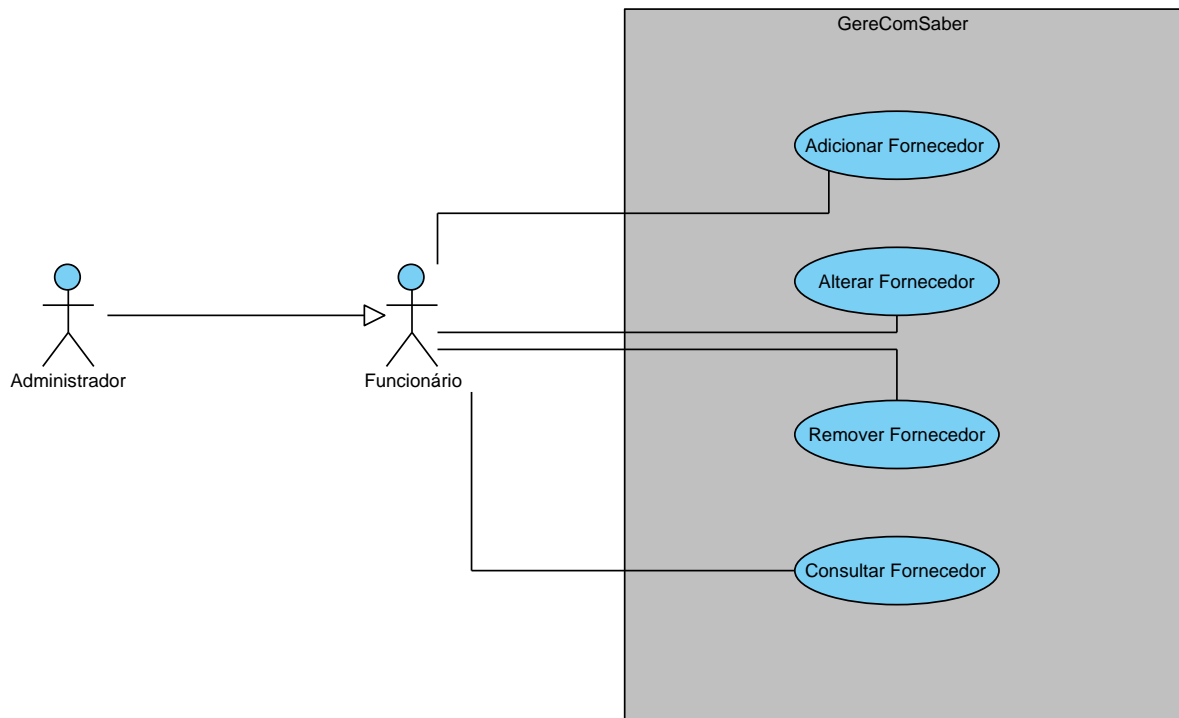 GereComSaber
Adicionar Fornecedor
Alterar Fornecedor
Administrador
Funcionário
Remover Fornecedor
Consultar Fornecedor